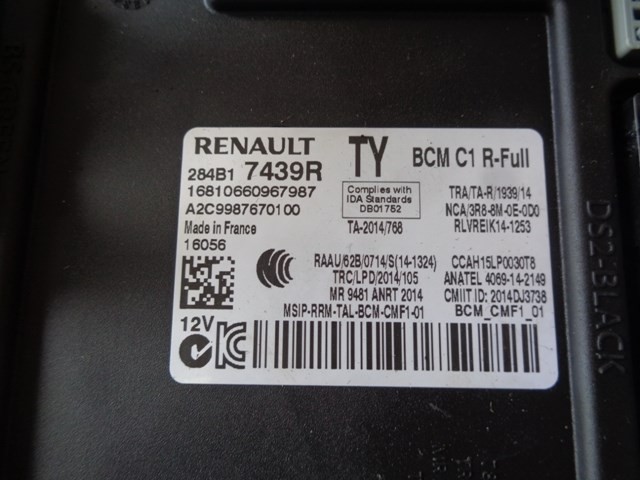 RENAULT TY BCM C1 R-Full
284B1 7439R
16810660967987
A2C9987670100
Made in France
16056
Complies with
IDA Standards
DB01752
TA-2014/768
TRA/TA-R/1939/14
NCA/3R8-8M-0E-0D0
RLVREIK14-1253
RAAU/62B/0714/S(14-1324)
TRC/LPD/2014/105
MR 9481 ANRT 2014
MSIP-RRM-TAL-BCM-CMF1-01
CCAH15LP0030T8
ANATEL 4069-14-2149
CMIIT ID: 2014DJ3738
BCM_CMF1_01
12V